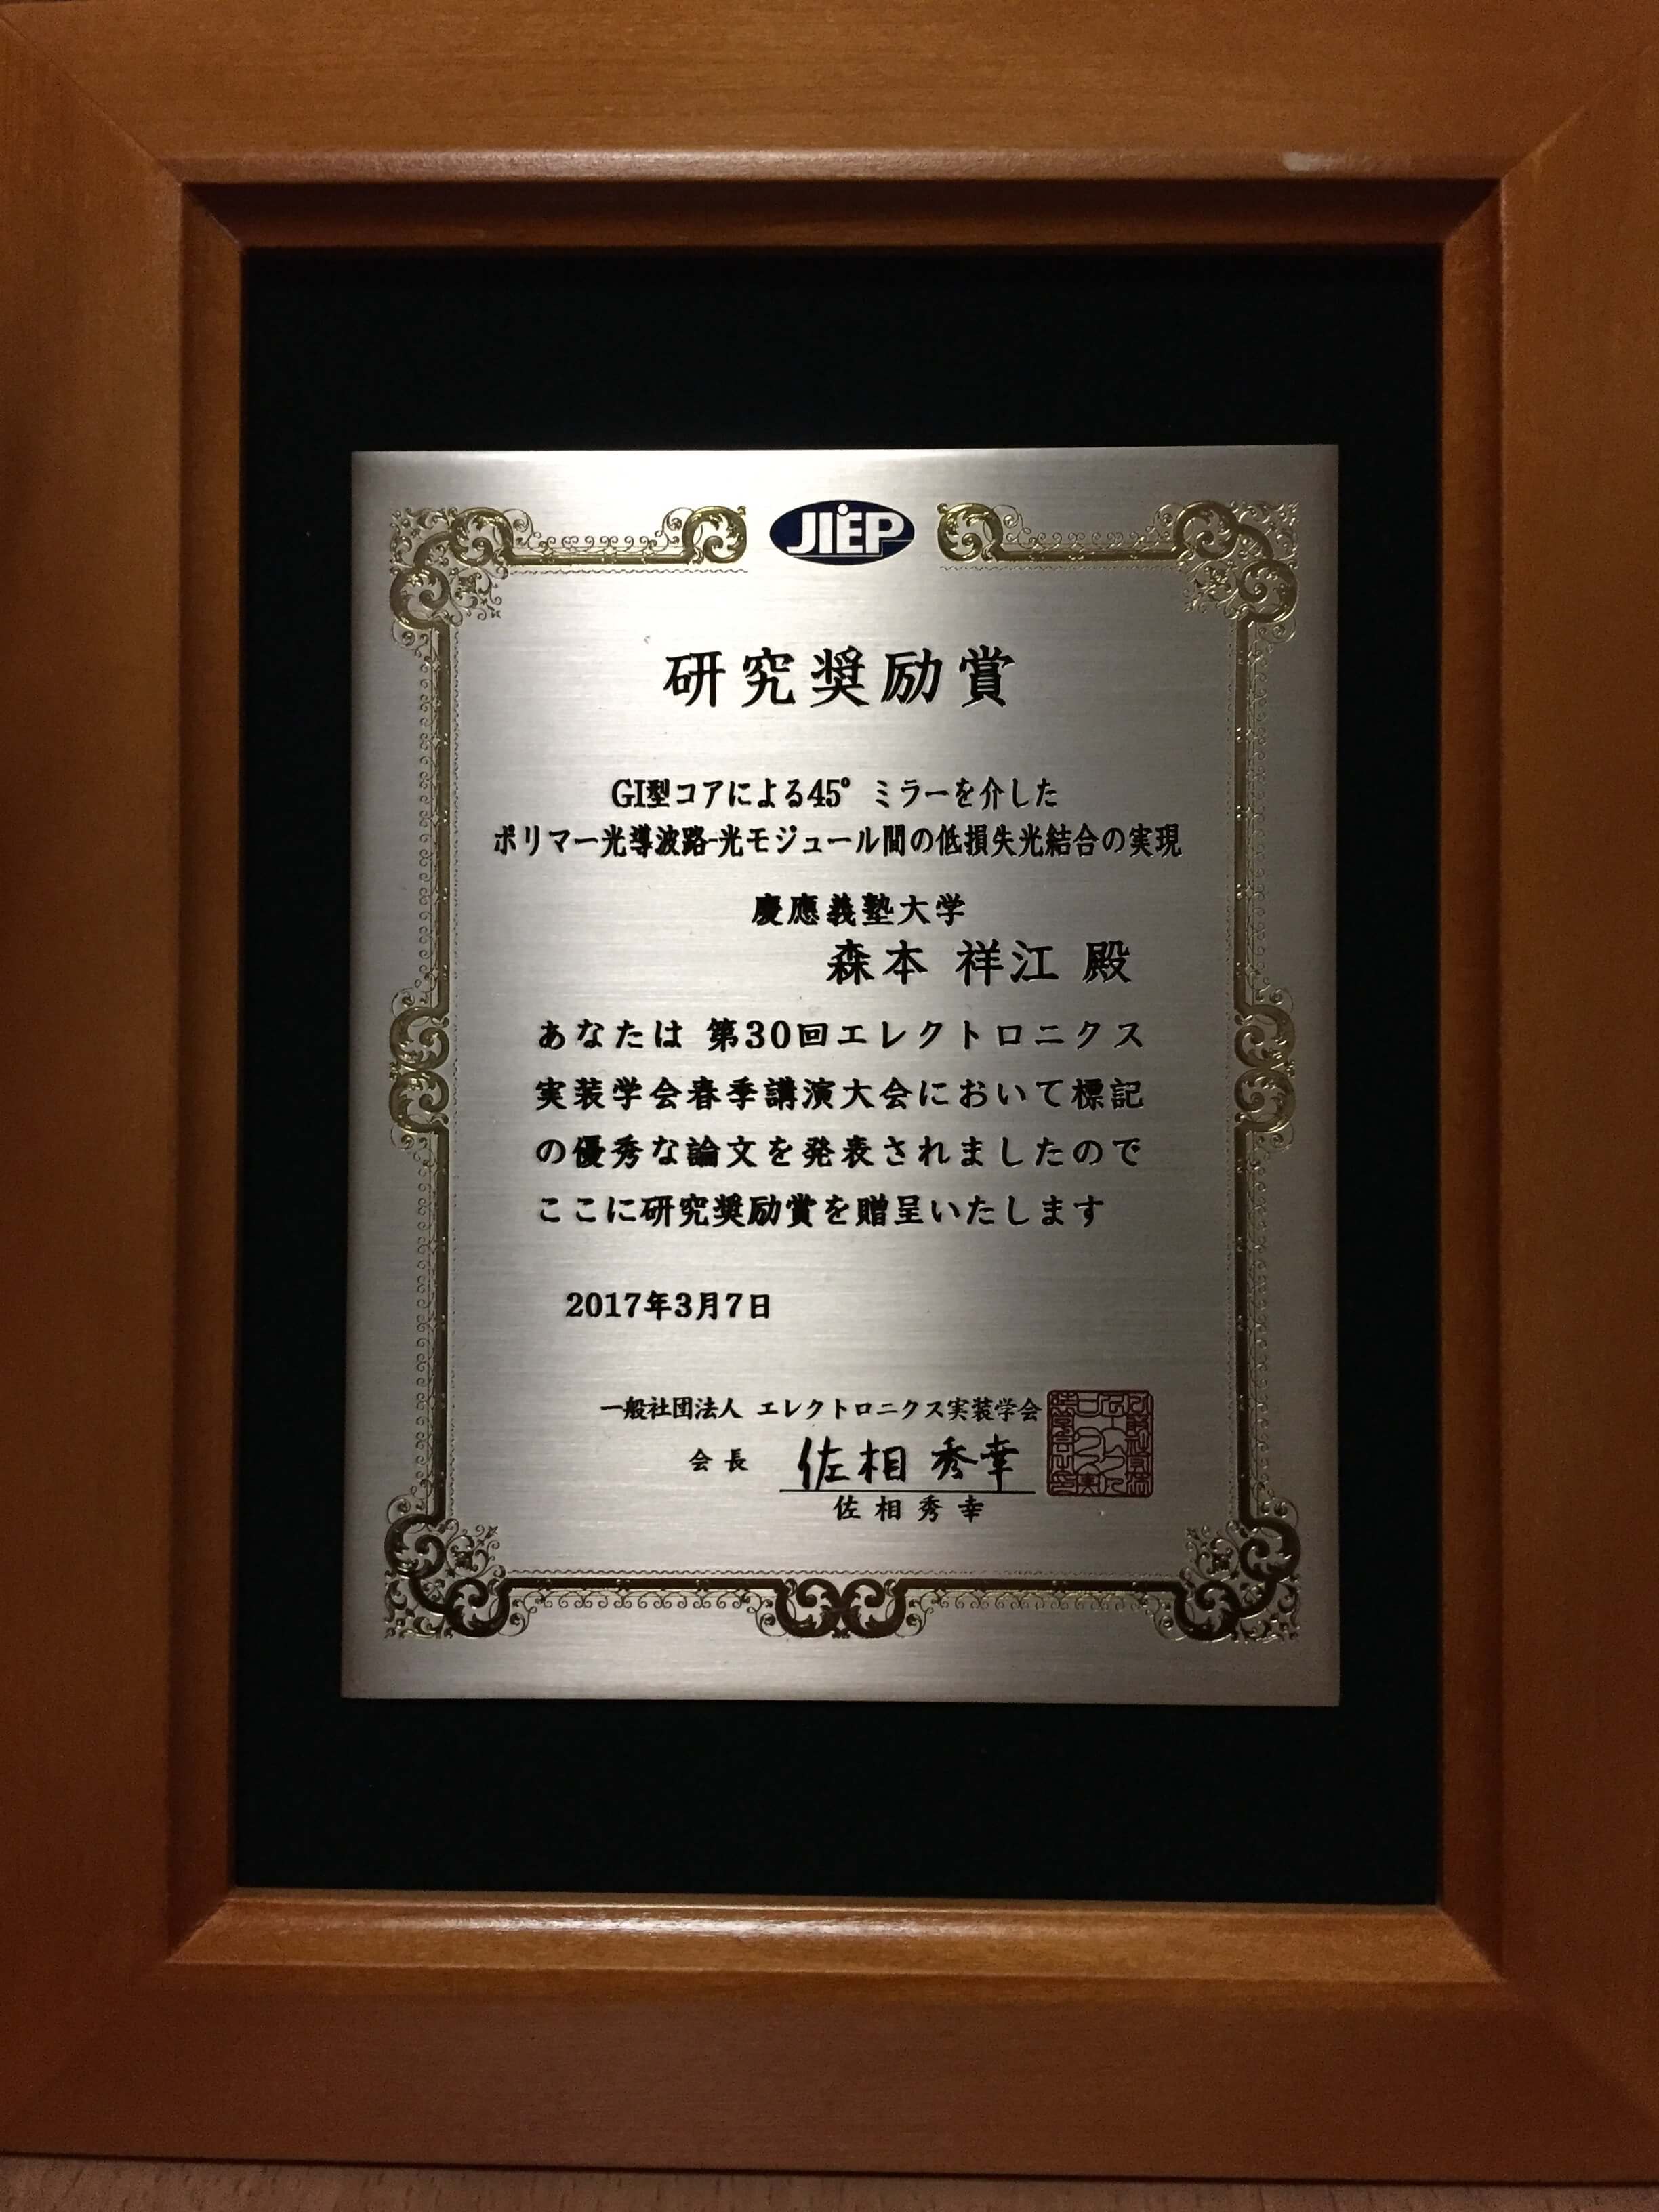 JIEP
研究奨励賞
GI型コアによる45°ミラーを介した
ポリマー光導波路-光モジュール間の低損失光結合の実現
慶應義塾大学
森本 祥江 殿
あなたは 第30回エレクトロニクス
実装学会春季講演大会において標記
の優秀な論文を発表されましたので
ここに研究奨励賞を贈呈いたします
2017年3月7日
一般社団法人 エレクトロニクス実装学会
会長 佐相 秀幸
佐相秀幸